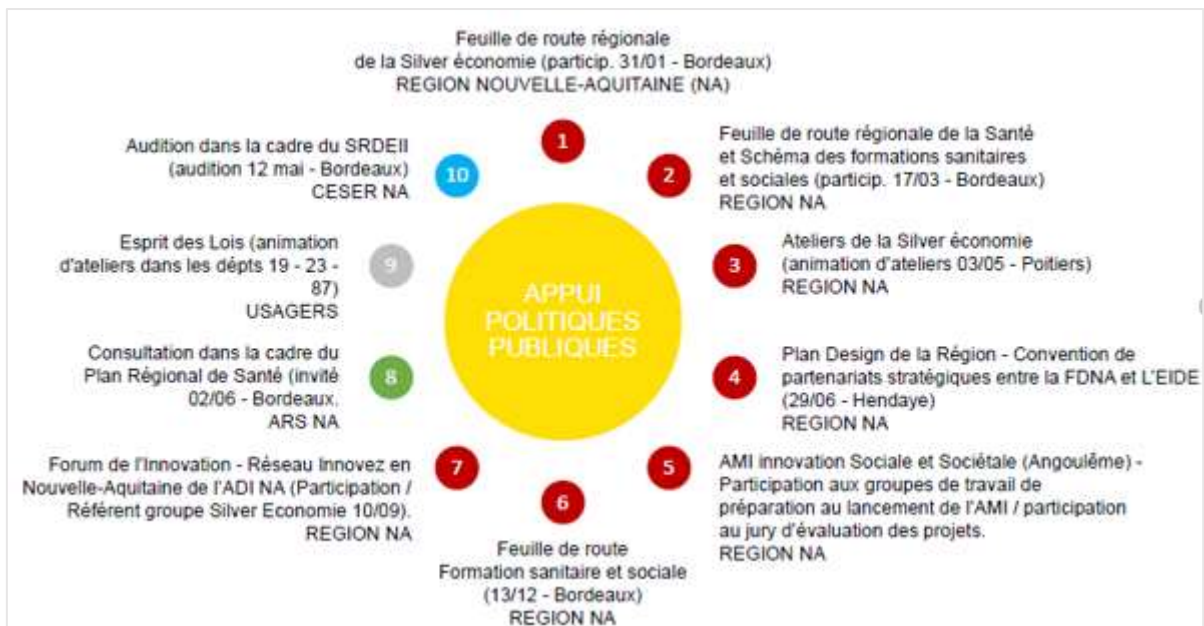 Feuille de route régionale
de la Silver économie (particip. 31/01 - Bordeaux)
REGION NOUVELLE-AQUITAINE (NA)
1
Feuille de route régionale de la Santé
et Schéma des formations sanitaires
et sociales (particip. 17/03 - Bordeaux)
REGION NA
2
Ateliers de la Silver économie
(animation d'ateliers 03/05 - Poitiers)
REGION NA
3
Plan Design de la Région - Convention de
partenariats stratégiques entre la FDNA et L'EIDE
(29/06 - Hendaye)
REGION NA
4
AMI innovation Sociale et Sociétale (Angoulême) -
Participation aux groupes de travail de
préparation au lancement de l'AMI / participation
au jury d'évaluation des projets.
REGION NA
5
6
Feuille de route
Formation sanitaire et sociale
(13/12 - Bordeaux)
REGION NA
7
Forum de l'Innovation - Réseau Innovez en
Nouvelle-Aquitaine de l'ADI NA (Participation /
Référent groupe Silver Economie 10/09).
REGION NA
8
Consultation dans la cadre du
Plan Régional de Santé (invité
02/06 - Bordeaux.
ARS NA
9
Esprit des Lois (animation
d'ateliers dans les dépts 19 - 23 -
87)
USAGERS
10
Audition dans la cadre du SRDEII
(audition 12 mai - Bordeaux)
CESER NA
APPUI
POLITIQUES
PUBLIQUES